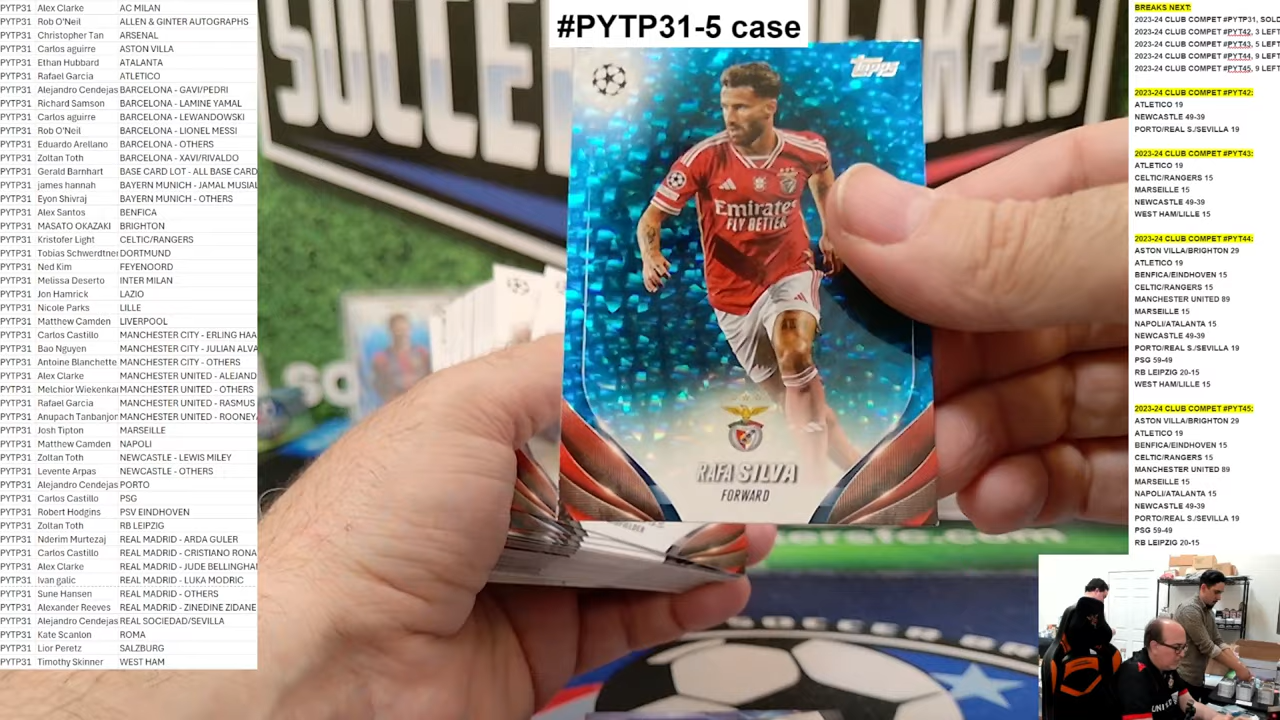 #PYTP31-5 case
PYTP31 Alex Clarke AC MILAN
PYTP31 Rob O'Neil ALLEN & GINTER AUTOGRAPHS
PYTP31 Christopher Tan ARSENAL
PYTP31 Carlos aguirre ASTON VILLA
PYTP31 Ethan Hubbard ATALANTA
PYTP31 Rafael Garcia ATLETICO
PYTP31 Alejandro Cendejas BARCELONA - GAVI/PEDRI
PYTP31 Richard Samson BARCELONA - LAMINE YAMAL
PYTP31 Carlos aguirre BARCELONA - LEWANDOWSKI
PYTP31 Rob O'Neil BARCELONA - LIONEL MESSI
PYTP31 Eduardo Arellano BARCELONA - OTHERS
PYTP31 Zoltan Toth BARCELONA - XAVI/RIVALDO
PYTP31 Gerald Barnhart BASE CARD LOT - ALL BASE CARD
PYTP31 james hannah BAYERN MUNICH - JAMAL MUSIAL
PYTP31 Eyon Shivraj BAYERN MUNICH - OTHERS
PYTP31 Alex Santos BENFICA
PYTP31 MASATO OKAZAKI BRIGHTON
PYTP31 Kristofer Light CELTIC/RANGERS
PYTP31 Tobias Schwerdtner DORTMUND
PYTP31 Ned Kim FEYENOORD
PYTP31 Melissa Deserto INTER MILAN
PYTP31 Jon Hamrick LAZIO
PYTP31 Nicole Parks LILLE
PYTP31 Matthew Camden LIVERPOOL
PYTP31 Carlos Castillo MANCHESTER CITY - ERLING HAA
PYTP31 Bao Nguyen MANCHESTER CITY - JULIAN ALVA
PYTP31 Antoine Blanchette MANCHESTER CITY - OTHERS
PYTP31 Alex Clarke MANCHESTER UNITED - ALEJAND
PYTP31 Melchior Wiekenkar MANCHESTER UNITED - OTHERS
PYTP31 Rafael Garcia MANCHESTER UNITED - RASMUS
PYTP31 Anupach Tanbanjon MANCHESTER UNITED - ROONEY
PYTP31 Josh Tipton MARSEILLE
PYTP31 Matthew Camden NAPOLI
PYTP31 Zoltan Toth NEWCASTLE - LEWIS MILEY
PYTP31 Levente Arpas NEWCASTLE - OTHERS
PYTP31 Alejandro Cendejas PORTO
PYTP31 Carlos Castillo PSG
PYTP31 Robert Hodgins PSV EINDHOVEN
PYTP31 Zoltan Toth RB LEIPZIG
PYTP31 Nderim Murtezaj REAL MADRID - ARDA GULER
PYTP31 Carlos Castillo REAL MADRID - CRISTIANO RONA
PYTP31 Alex Clarke REAL MADRID - JUDE BELLINGHA
PYTP31 Ivan galic REAL MADRID - LUKA MODRIC
PYTP31 Sune Hansen REAL MADRID - OTHERS
PYTP31 Alexander Reeves REAL MADRID - ZINEDINE ZIDANE
PYTP31 Alejandro Cendejas REAL SOCIEDAD/SEVILLA
PYTP31 Kate Scanlon ROMA
PYTP31 Lior Peretz SALZBURG
PYTP31 Timothy Skinner WEST HAM
topps
Emirates
FLY BETTER
RAFA SILVA
FORWARD
BREAKS NEXT:
2023-24 CLUB COMPET #PYTP31, SOLD
2023-24 CLUB COMPET #PYT42, 3 LEFT
2023-24 CLUB COMPET #PYT43, 5 LEFT
2023-24 CLUB COMPET #PYT44, 9 LEFT
2023-24 CLUB COMPET #PYT45, 9 LEFT
2023-24 CLUB COMPET #PYT42:
ATLETICO 19
NEWCASTLE 49-39
PORTO/REAL S./SEVILLA 19
2023-24 CLUB COMPET #PYT43:
ATLETICO 19
CELTIC/RANGERS 15
MARSEILLE 15
NEWCASTLE 49-39
WEST HAM/LILLE 15
2023-24 CLUB COMPET #PYT44:
ASTON VILLA/BRIGHTON 29
ATLETICO 19
BENFICA/EINDHOVEN 15
CELTIC/RANGERS 15
MANCHESTER UNITED 89
MARSEILLE 15
NAPOLI/ATALANTA 15
NEWCASTLE 49-39
PORTO/REAL S./SEVILLA 19
PSG 59-49
RB LEIPZIG 20-15
WEST HAM/LILLE 15
2023-24 CLUB COMPET #PYT45:
ASTON VILLA/BRIGHTON 29
ATLETICO 19
BENFICA/EINDHOVEN 15
CELTIC/RANGERS 15
MANCHESTER UNITED 89
MARSEILLE 15
NAPOLI/ATALANTA 15
NEWCASTLE 49-39
PORTO/REAL S./SEVILLA 19
PSG 59-49
RB LEIPZIG 20-15